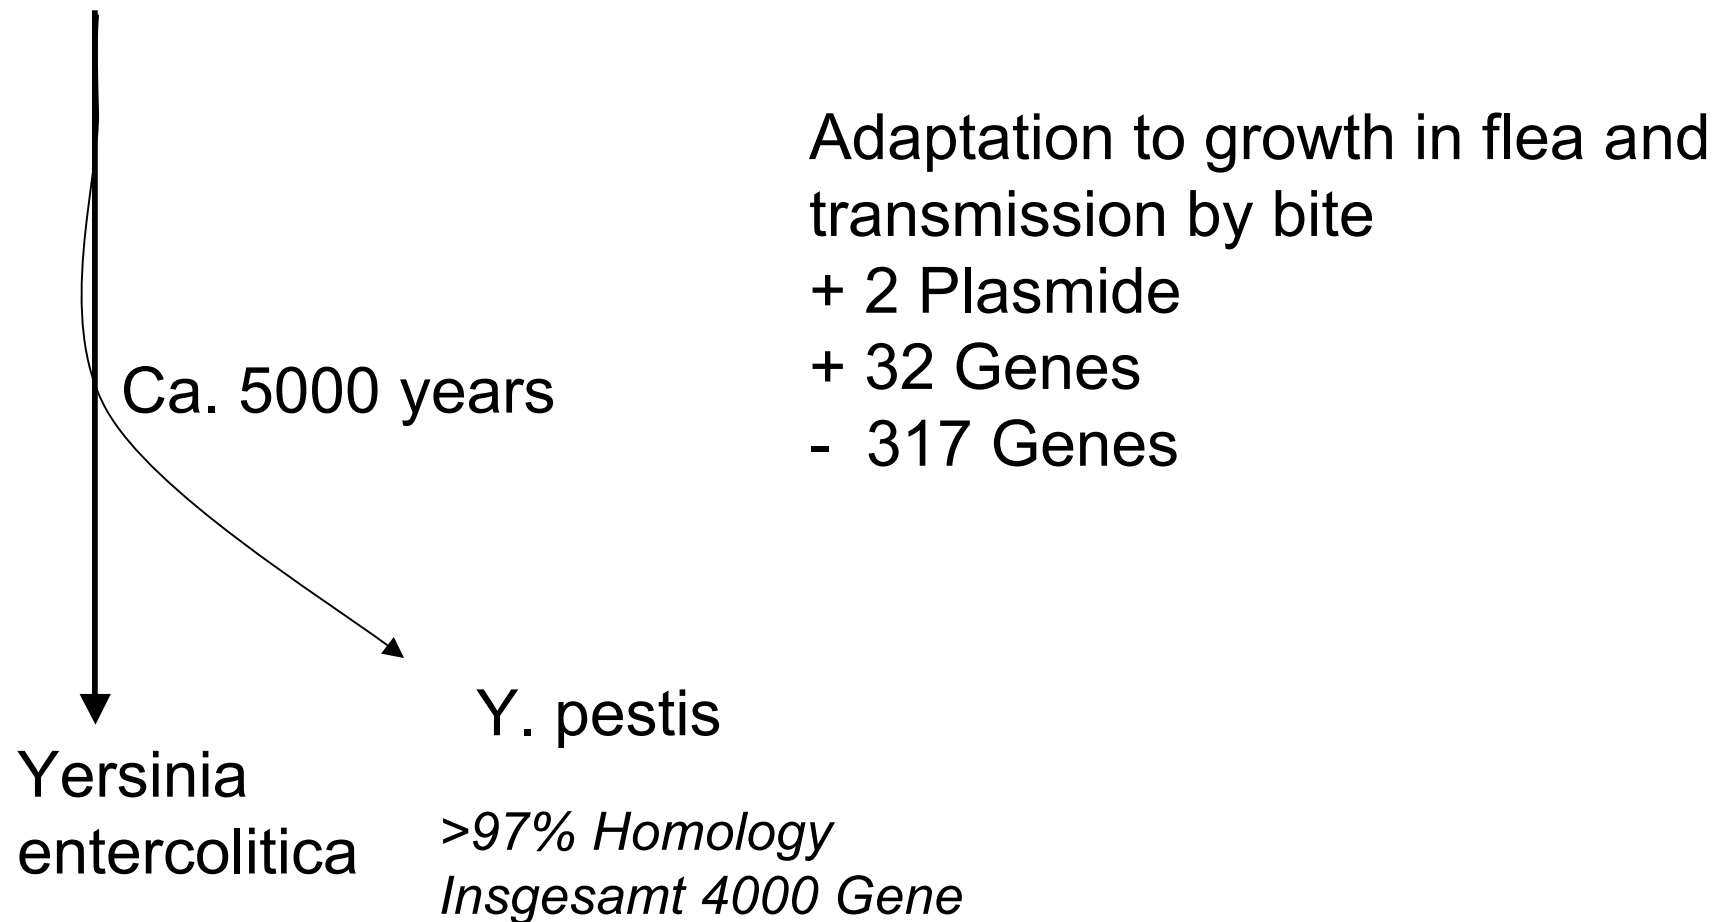 Adaptation to growth in flea and
transmission by bite
+ 2 Plasmide
+ 32 Genes
- 317 Genes
Ca. 5000 years
Y. pestis
Yersinia
entercolitica
>97% Homology
Insgesamt 4000 Gene